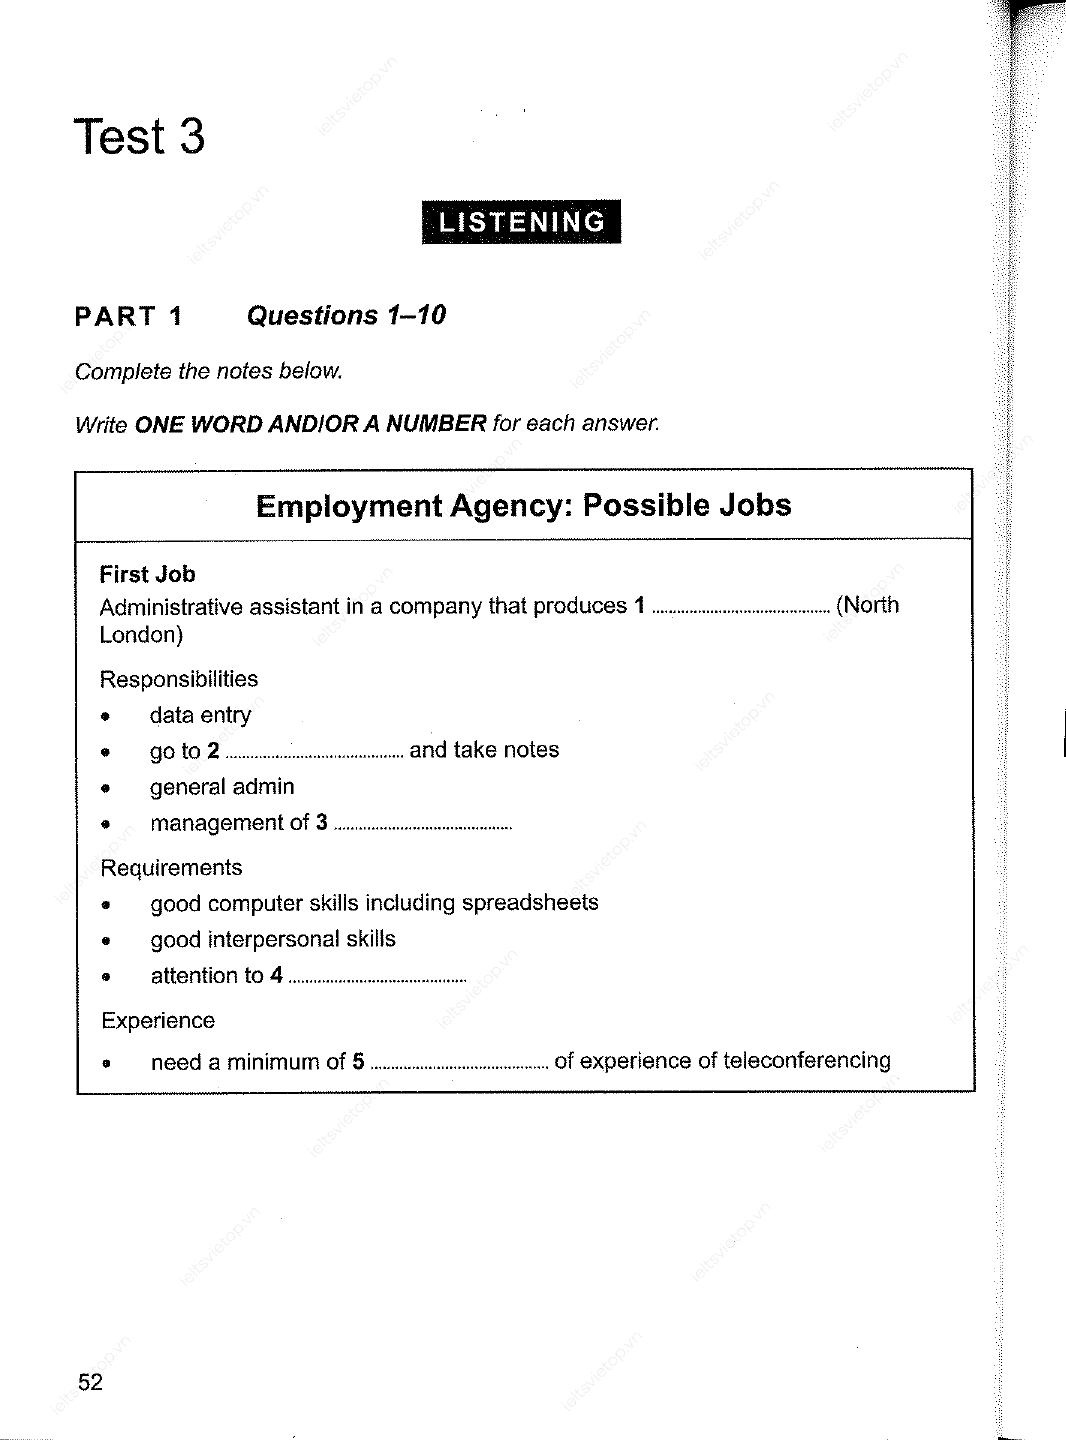 Test 3
LISTENING
PART 1 Questions 1–10
Complete the notes below.
Write ONE WORD AND/OR A NUMBER for each answer.
Employment Agency: Possible Jobs
First Job
Administrative assistant in a company that produces 1 .......................................... (North
London)
Responsibilities
• data entry
• go to 2 .......................................... and take notes
• general admin
• management of 3 ..........................................
Requirements
• good computer skills including spreadsheets
• good interpersonal skills
• attention to 4 ..........................................
Experience
• need a minimum of 5 .......................................... of experience of teleconferencing
52
ieltsvietop.vn